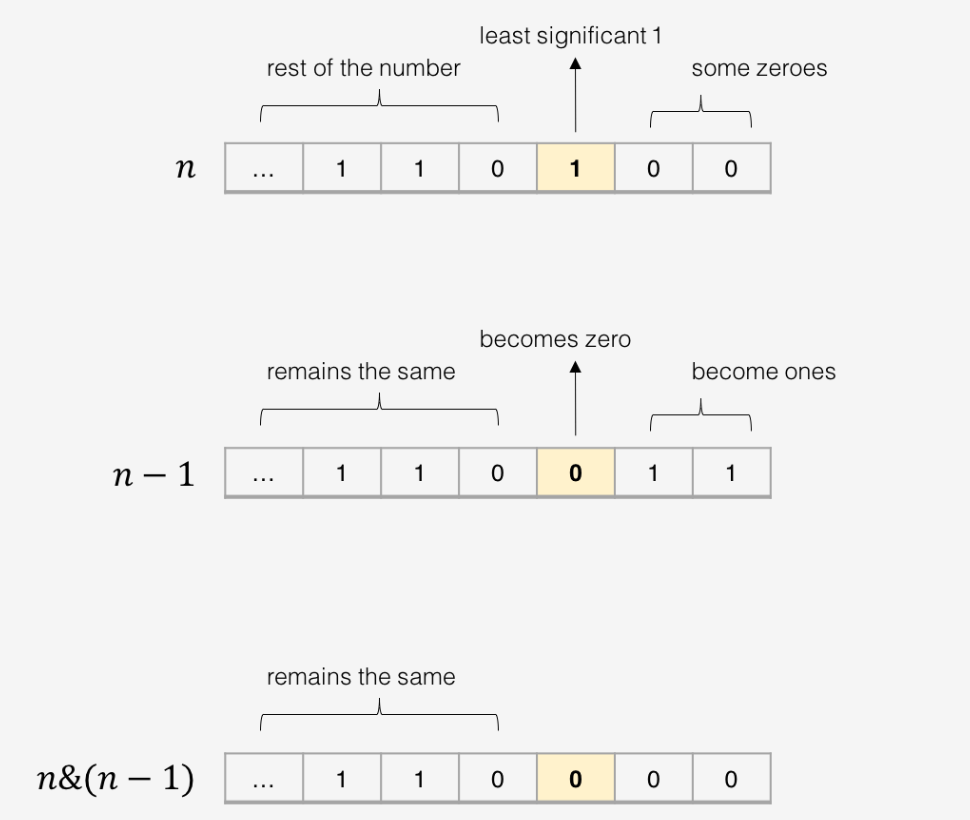 least significant 1
rest of the number
some zeroes
n ... 1 1 0 1 0 0
becomes zero
remains the same
become ones
n − 1 ... 1 1 0 0 1 1
remains the same
n&(n − 1) ... 1 1 0 0 0 0